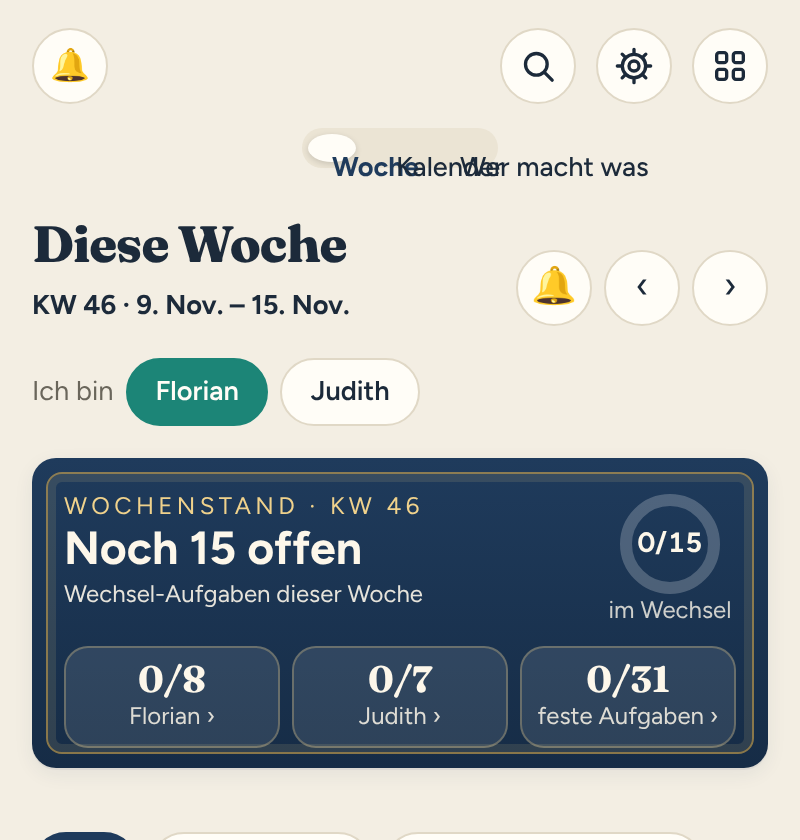 Woche Kalender Wer macht was
Diese Woche
KW 46 · 9. Nov. – 15. Nov.
‹ ›
Ich bin Florian Judith
WOCHENSTAND · KW 46
Noch 15 offen
Wechsel-Aufgaben dieser Woche
0/15
im Wechsel
0/8
Florian ›
0/7
Judith ›
0/31
feste Aufgaben ›